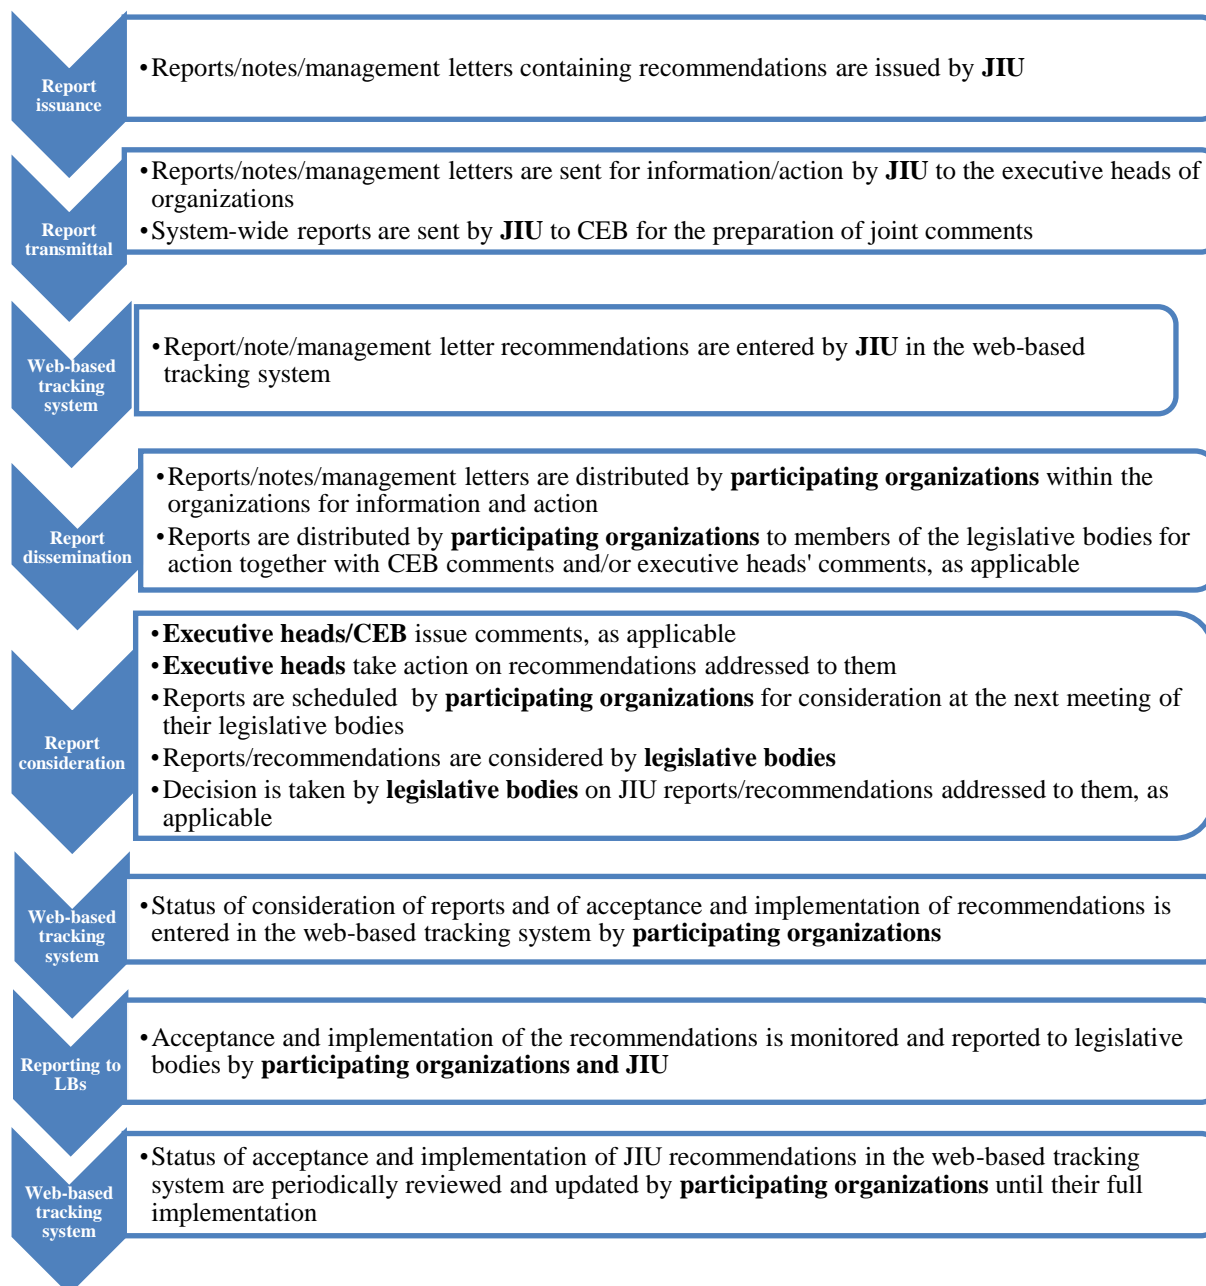 Report
issuance
•Reports/notes/management letters containing recommendations are issued by JIU
Report
transmittal
•Reports/notes/management letters are sent for information/action by JIU to the executive heads of
organizations
•System-wide reports are sent by JIU to CEB for the preparation of joint comments
Web-based
tracking
system
•Report/note/management letter recommendations are entered by JIU in the web-based
tracking system
Report
dissemination
•Reports/notes/management letters are distributed by participating organizations within the
organizations for information and action
•Reports are distributed by participating organizations to members of the legislative bodies for
action together with CEB comments and/or executive heads' comments, as applicable
Report
consideration
•Executive heads/CEB issue comments, as applicable
•Executive heads take action on recommendations addressed to them
•Reports are scheduled by participating organizations for consideration at the next meeting of
their legislative bodies
•Reports/recommendations are considered by legislative bodies
•Decision is taken by legislative bodies on JIU reports/recommendations addressed to them, as
applicable
Web-based
tracking
system
•Status of consideration of reports and of acceptance and implementation of recommendations is
entered in the web-based tracking system by participating organizations
Reporting to
LBs
•Acceptance and implementation of the recommendations is monitored and reported to legislative
bodies by participating organizations and JIU
Web-based
tracking
system
•Status of acceptance and implementation of JIU recommendations in the web-based tracking
system are periodically reviewed and updated by participating organizations until their full
implementation